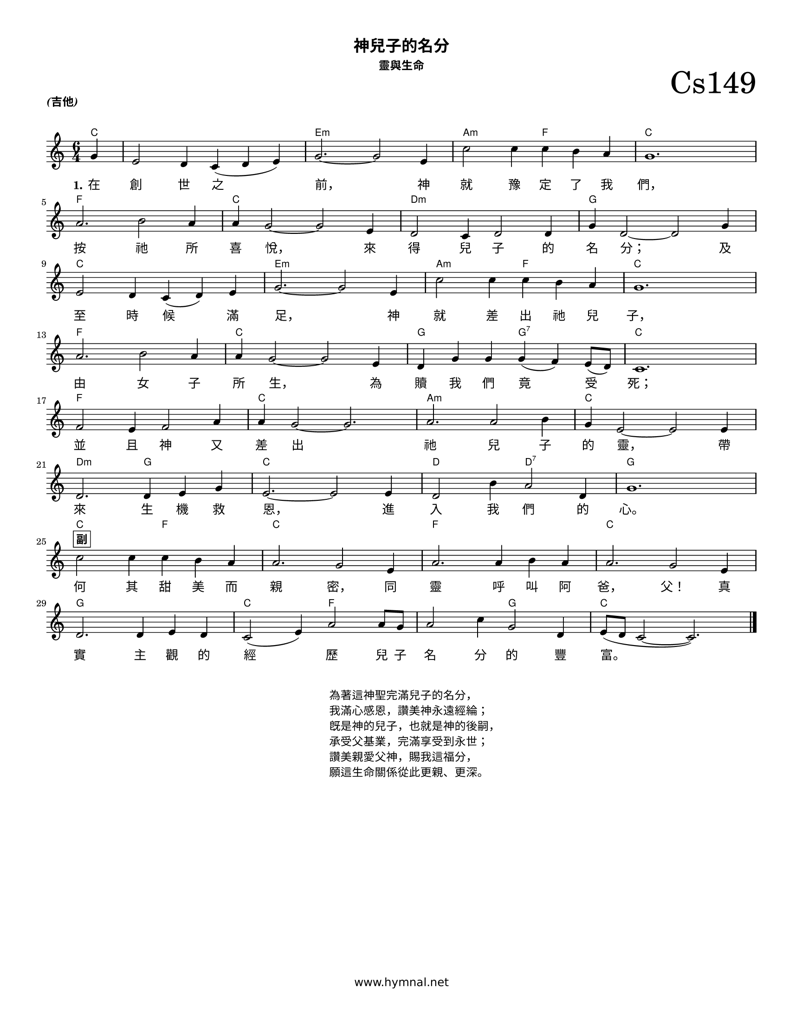 神兒子的名分
靈與生命
Cs149
(吉他)
C Em Am F C
6
4
1. 在 創 世 之 前， 神 就 豫 定 了 我 們，
5 F C Dm G
按 祂 所 喜 悅， 來 得 兒 子 的 名 分； 及
9 C Em Am F C
至 時 候 滿 足， 神 就 差 出 祂 兒 子，
13 F C G G7 C
由 女 子 所 生， 為 贖 我 們 竟 受 死；
17 F C Am C
並 且 神 又 差 出 祂 兒 子 的 靈， 帶
21 Dm G C D D7 G
來 生 機 救 恩， 進 入 我 們 的 心。
C F C F C
副
25
何 其 甜 美 而 親 密， 同 靈 呼 叫 阿 爸， 父！ 真
29 G C F G C
實 主 觀 的 經 歷 兒 子 名 分 的 豐 富。
為著這神聖完滿兒子的名分，
我滿心感恩，讚美神永遠經綸；
旣是神的兒子，也就是神的後嗣，
承受父基業，完滿享受到永世；
讚美親愛父神，賜我這福分，
願這生命關係從此更親、更深。
www.hymnal.net